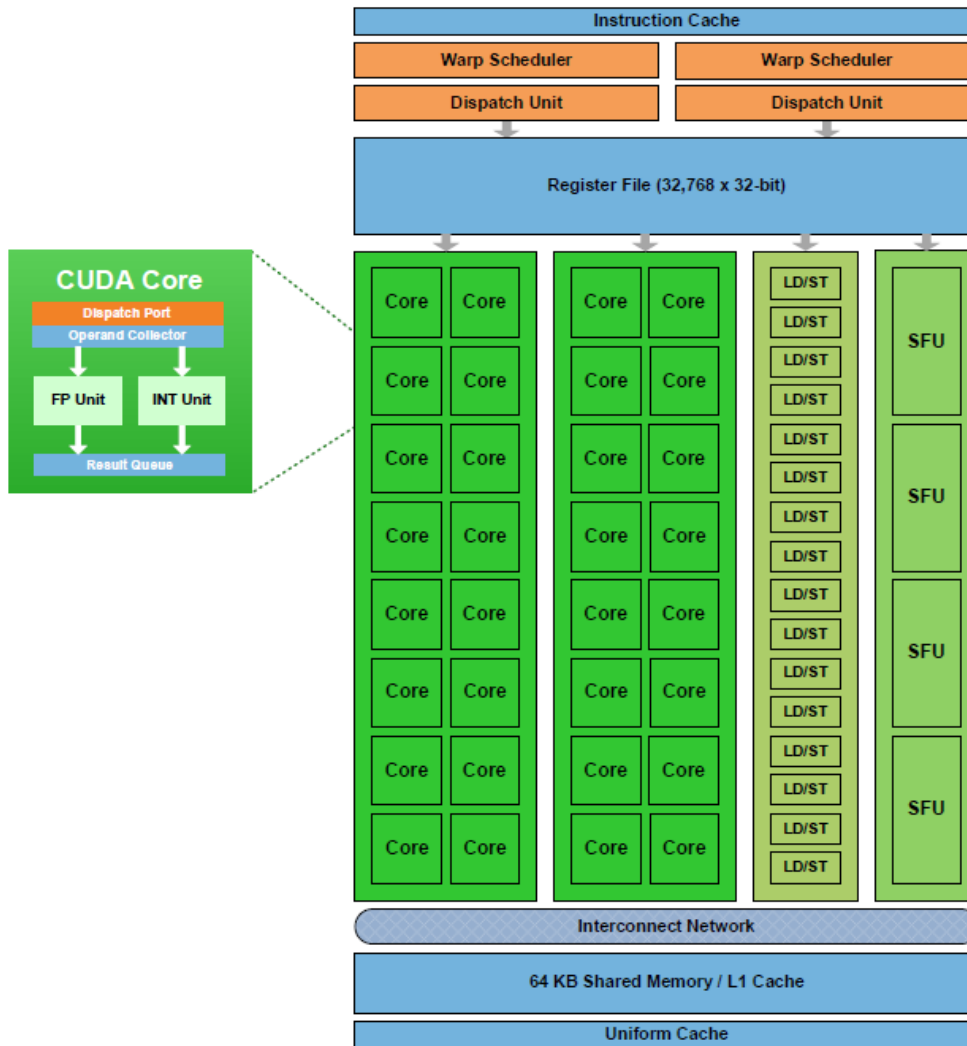 Instruction Cache
Warp Scheduler Warp Scheduler
Dispatch Unit Dispatch Unit
Register File (32,768 x 32-bit)
CUDA Core
Dispatch Port
Operand Collector
FP Unit INT Unit
Result Queue
Core Core Core Core LD/ST
LD/ST
SFU
Core Core Core Core LD/ST
LD/ST
Core Core Core Core LD/ST
LD/ST
SFU
Core Core Core Core LD/ST
LD/ST
Core Core Core Core LD/ST
LD/ST
SFU
Core Core Core Core LD/ST
LD/ST
Core Core Core Core LD/ST
LD/ST
SFU
Core Core Core Core LD/ST
LD/ST
Interconnect Network
64 KB Shared Memory / L1 Cache
Uniform Cache